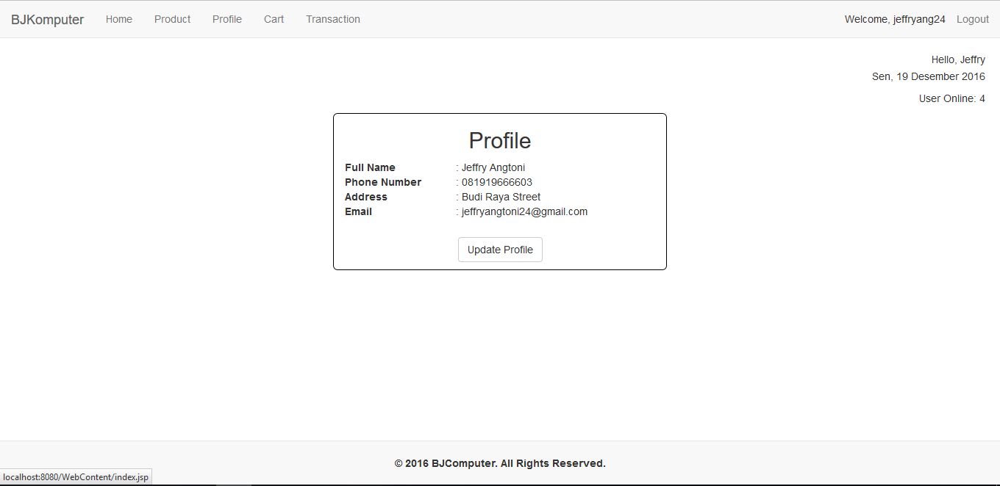 BJKomputer Home Product Profile Cart Transaction Welcome, jeffryang24 Logout
Hello, Jeffry
Sen, 19 Desember 2016
User Online: 4
Profile
Full Name : Jeffry Angtoni
Phone Number : 081919666603
Address : Budi Raya Street
Email : jeffryangtoni24@gmail.com
Update Profile
© 2016 BJComputer. All Rights Reserved.
localhost:8080/WebContent/index.jsp